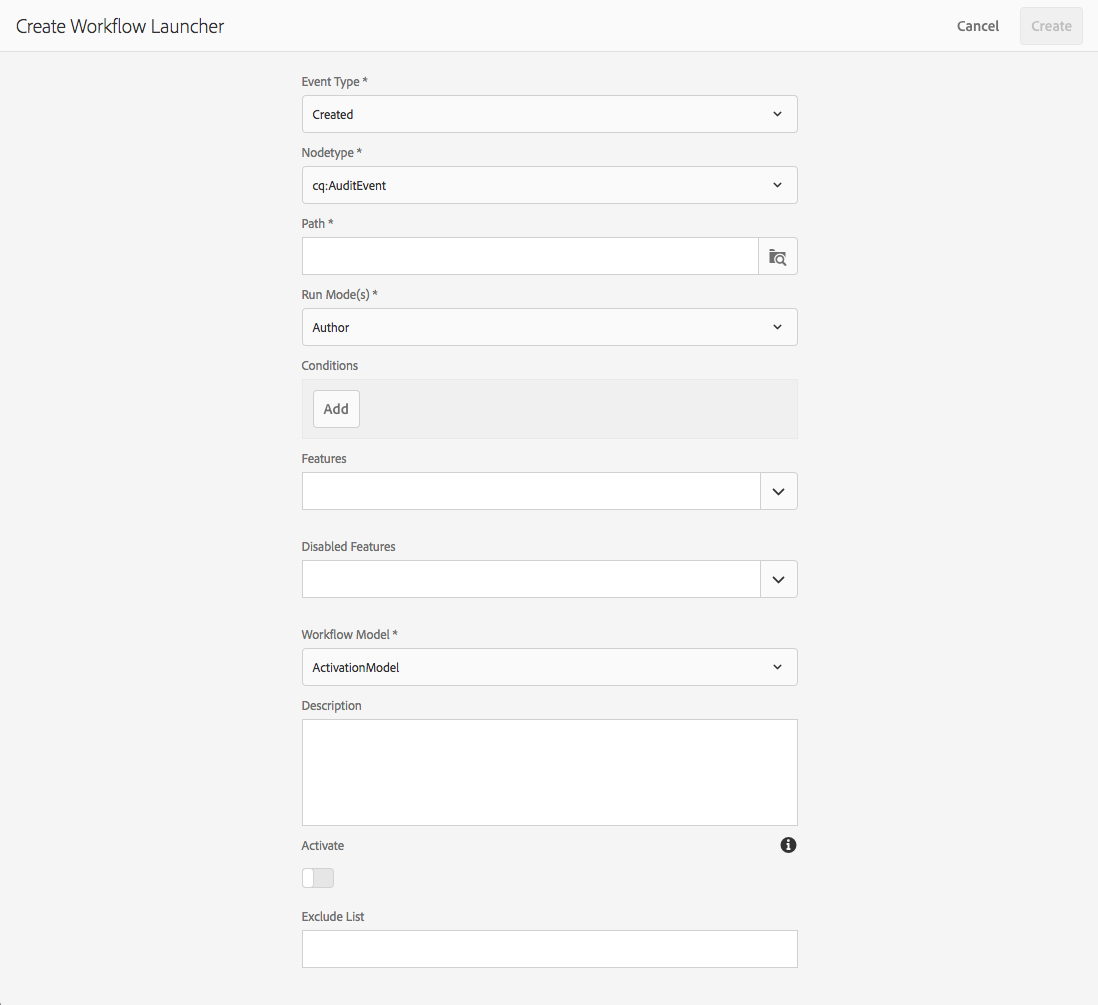 Create Workflow Launcher
Cancel
Create
Event Type *
Created
Nodetype *
cq:AuditEvent
Path *
Run Mode(s) *
Author
Conditions
Add
Features
Disabled Features
Workflow Model *
ActivationModel
Description
Activate
Exclude List